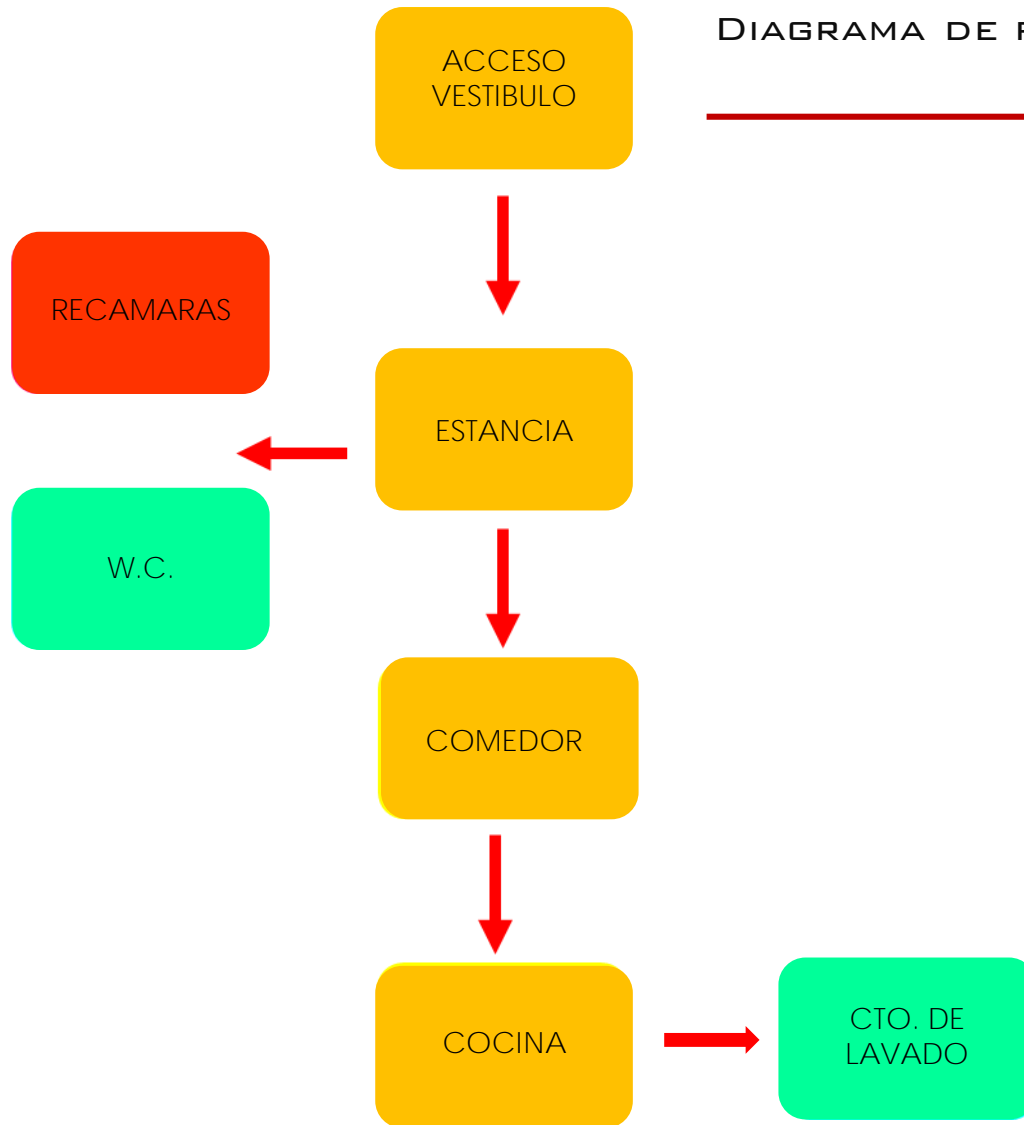 DIAGRAMA DE
ACCESO
VESTIBULO
RECAMARAS
ESTANCIA
W.C.
COMEDOR
COCINA
CTO. DE
LAVADO